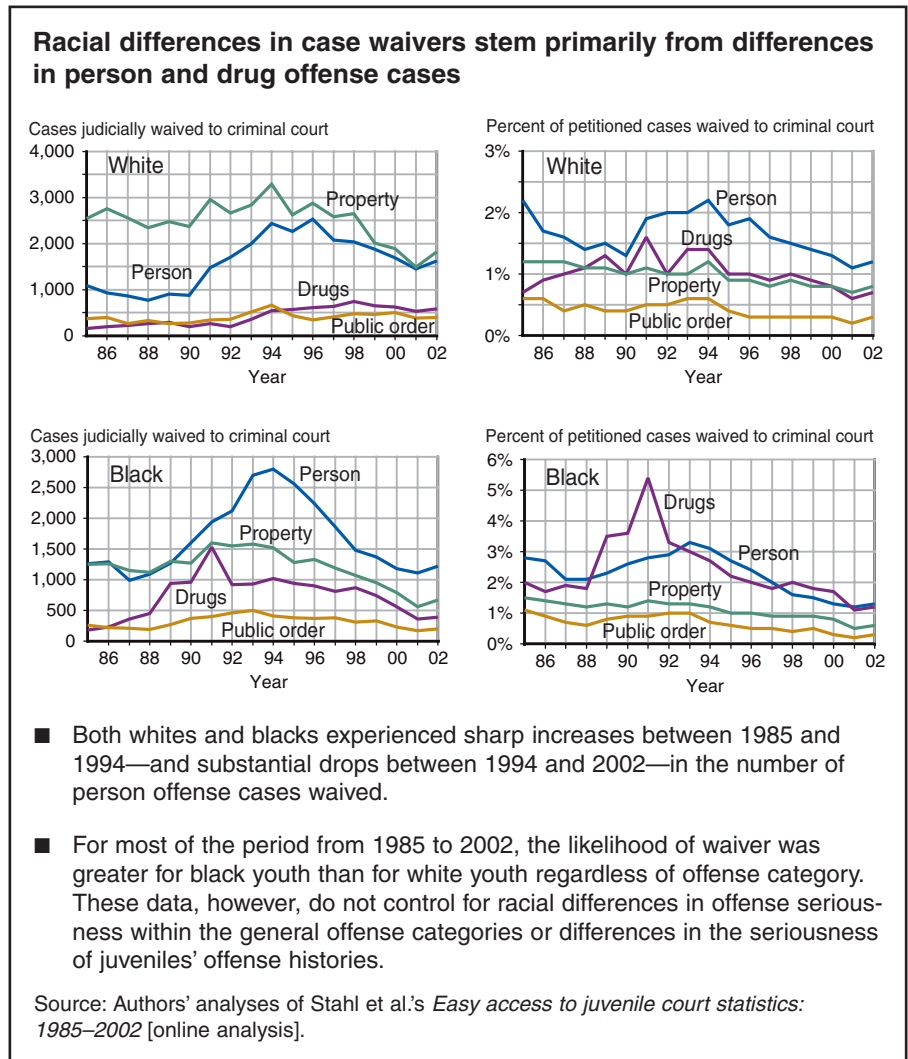 Racial differences in case waivers stem primarily from differences
in person and drug offense cases
Cases judicially waived to criminal court
4,000
3,000
2,000
1,000
0
White
Property
Person
Drugs
Public order
86 88 90 92 94 96 98 00 02
Year
Percent of petitioned cases waived to criminal court
3%
2%
1%
0%
White
Person
Drugs
Property
Public order
86 88 90 92 94 96 98 00 02
Year
Cases judicially waived to criminal court
3,000
2,500
2,000
1,500
1,000
500
0
Black
Person
Property
Drugs
Public order
86 88 90 92 94 96 98 00 02
Year
Percent of petitioned cases waived to criminal court
6%
5%
4%
3%
2%
1%
0%
Black
Drugs
Person
Property
Public order
86 88 90 92 94 96 98 00 02
Year
■ Both whites and blacks experienced sharp increases between 1985 and
1994—and substantial drops between 1994 and 2002—in the number of
person offense cases waived.
■ For most of the period from 1985 to 2002, the likelihood of waiver was
greater for black youth than for white youth regardless of offense category.
These data, however, do not control for racial differences in offense serious-
ness within the general offense categories or differences in the seriousness
of juveniles' offense histories.
Source: Authors' analyses of Stahl et al.'s Easy access to juvenile court statistics:
1985–2002 [online analysis].